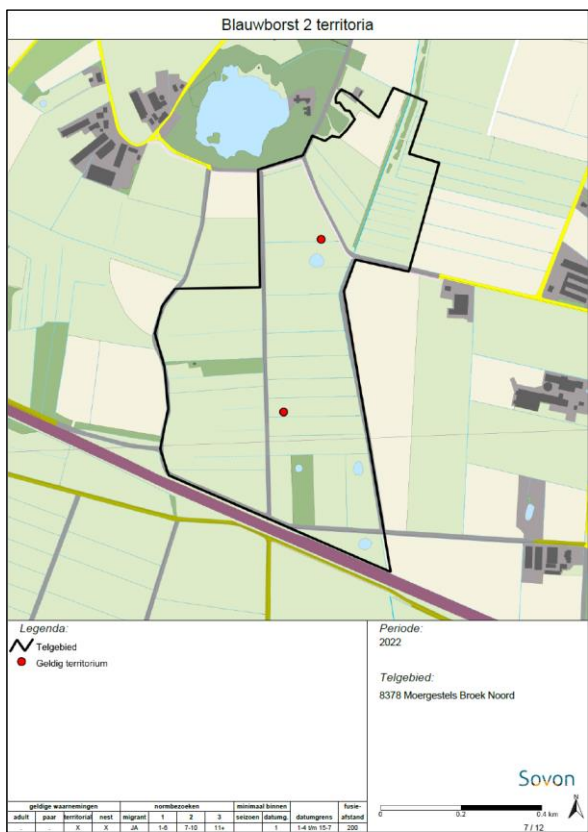 Blauwborst 2 territoria
Legenda:
Telgebied
Geldig territorium
Periode:
2022
Telgebied:
8378 Moergestels Broek Noord
Sovon
N
0 0.2 0.4 km
7 / 12
geldige waarnemingen normbezoeken minimaal binnen fusie-
adult paar territorial nest migrant 1 2 3 seizoen datumg. datumgrens afstand
. . X X JA 1-6 7-10 11+ . 1 1-4 t/m 15-7 200